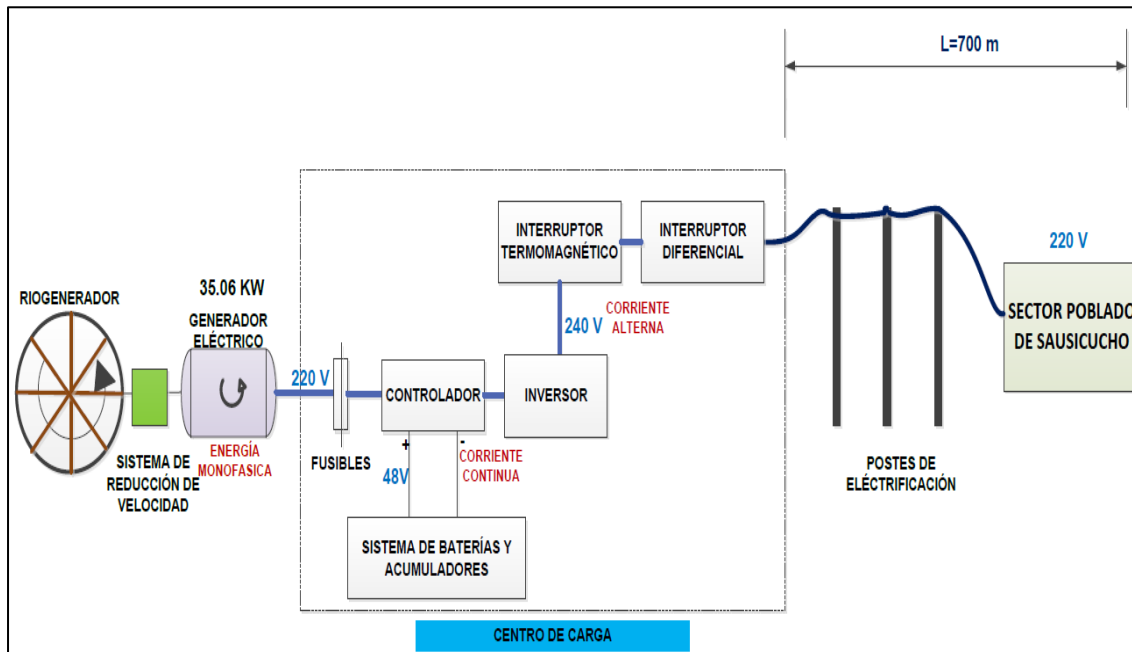 L=700 m
INTERRUPTOR
TERMOMAGNÉTICO
INTERRUPTOR
DIFERENCIAL
220 V
SECTOR POBLADO
DE SAUSICUCHO
35.06 KW
RIOGENERADOR
GENERADOR
ELÉCTRICO
240 V
CORRIENTE
ALTERNA
220 V
CONTROLADOR
INVERSOR
ENERGÍA
MONOFASICA
FUSIBLES
+
-
48V
CORRIENTE
CONTINUA
SISTEMA DE
REDUCCIÓN DE
VELOCIDAD
POSTES DE
ELÉCTRIFICACIÓN
SISTEMA DE BATERÍAS Y
ACUMULADORES
CENTRO DE CARGA